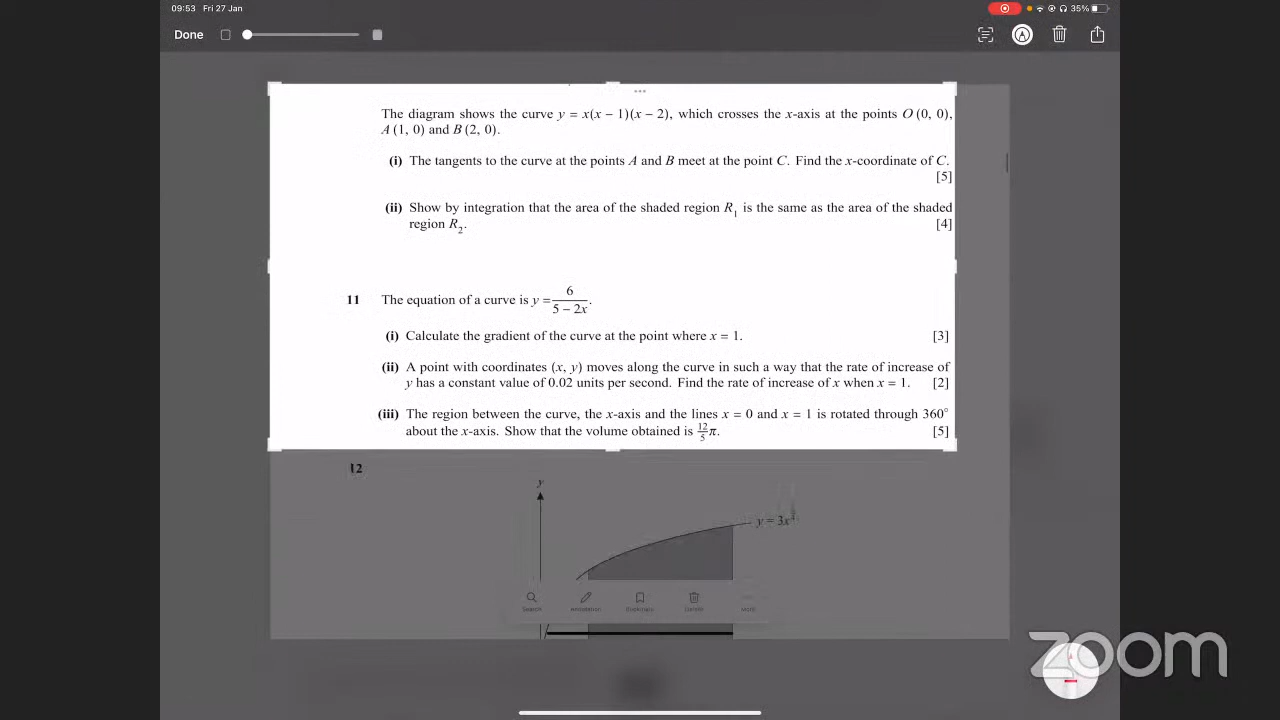 09:53 Fri 27 Jan
35%
Done
The diagram shows the curve y = x(x − 1)(x − 2), which crosses the x-axis at the points O (0, 0),
A (1, 0) and B (2, 0).
(i) The tangents to the curve at the points A and B meet at the point C. Find the x-coordinate of C.
[5]
(ii) Show by integration that the area of the shaded region R₁ is the same as the area of the shaded
region R₂. [4]
11 The equation of a curve is y = 6/(5 − 2x).
(i) Calculate the gradient of the curve at the point where x = 1. [3]
(ii) A point with coordinates (x, y) moves along the curve in such a way that the rate of increase of
y has a constant value of 0.02 units per second. Find the rate of increase of x when x = 1. [2]
(iii) The region between the curve, the x-axis and the lines x = 0 and x = 1 is rotated through 360°
about the x-axis. Show that the volume obtained is 12/5 π. [5]
12
y
y = 3x
Search
zoom